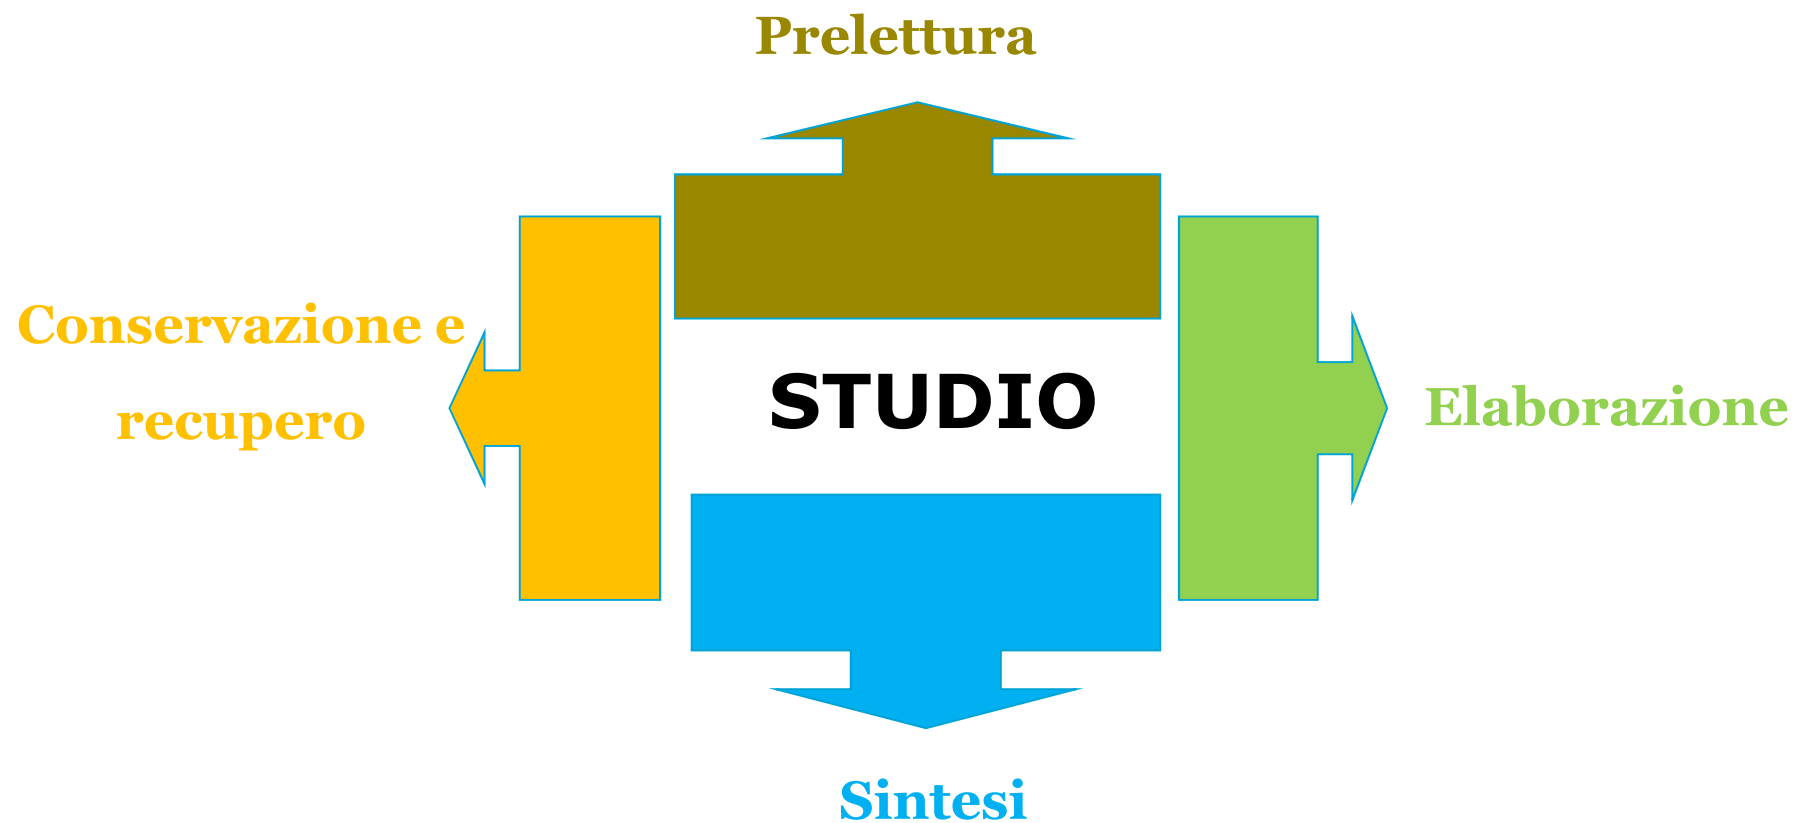 Prelettura
Conservazione e
recupero
STUDIO
Elaborazione
Sintesi